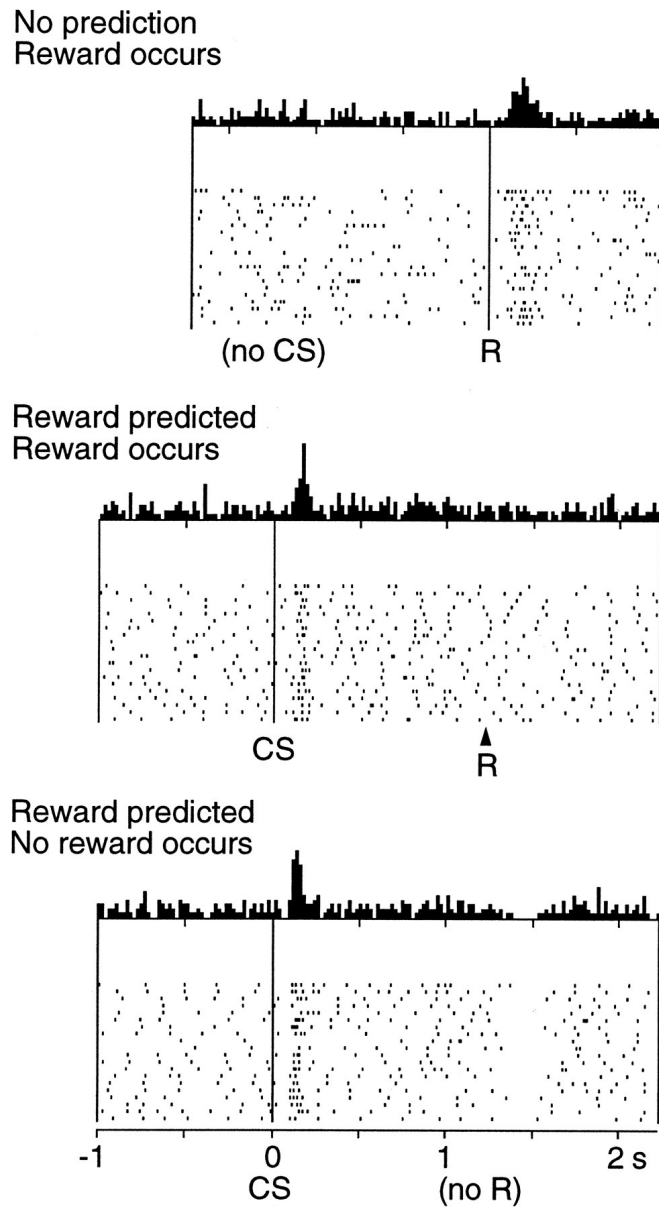 No prediction
Reward occurs
(no CS) R
Reward predicted
Reward occurs
CS
R
Reward predicted
No reward occurs
-1 0 1 2 s
CS (no R)